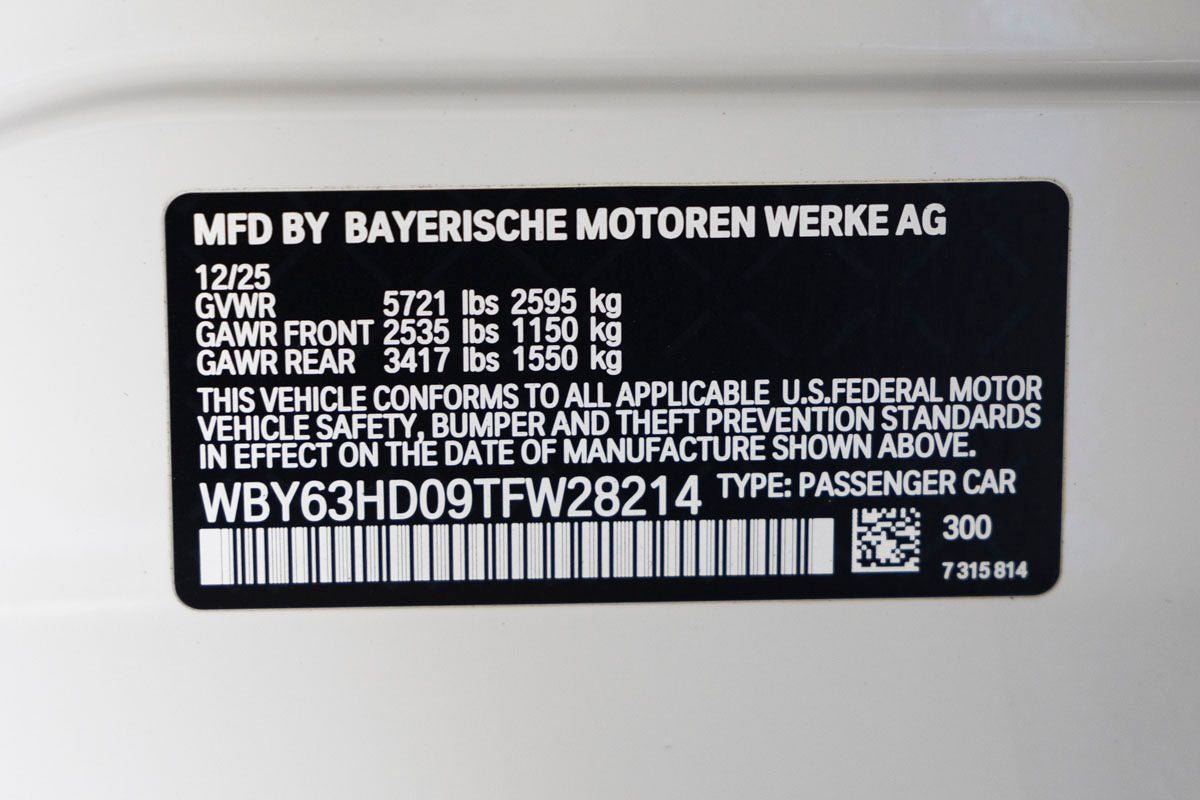 MFD BY BAYERISCHE MOTOREN WERKE AG
12/25
GVWR 5721 lbs 2595 kg
GAWR FRONT 2535 lbs 1150 kg
GAWR REAR 3417 lbs 1550 kg
THIS VEHICLE CONFORMS TO ALL APPLICABLE U.S.FEDERAL MOTOR
VEHICLE SAFETY, BUMPER AND THEFT PREVENTION STANDARDS
IN EFFECT ON THE DATE OF MANUFACTURE SHOWN ABOVE.
WBY63HD09TFW28214 TYPE: PASSENGER CAR
300
7 315 814